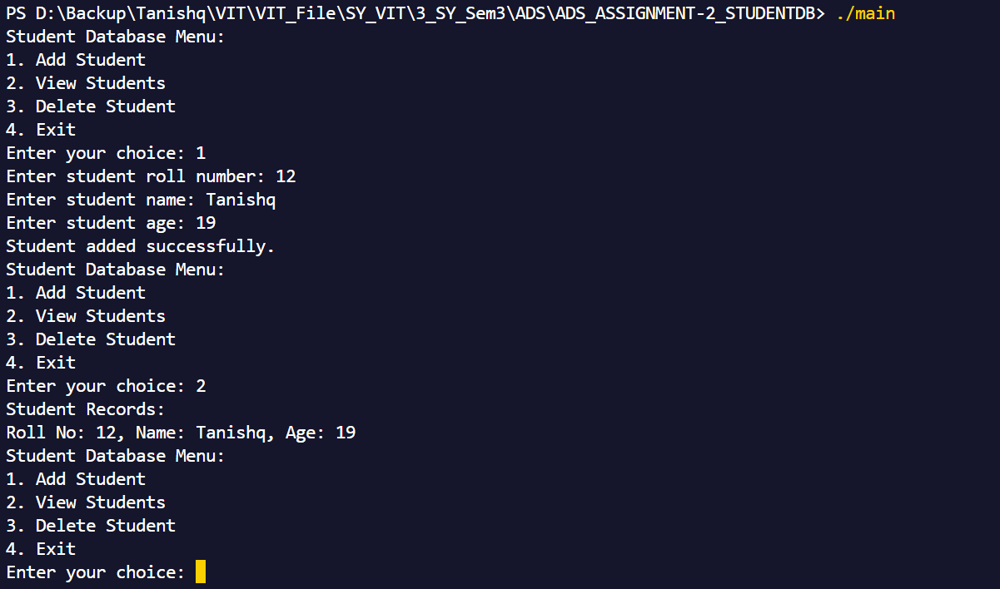 PS D:\Backup\Tanishq\VIT\VIT_File\SY_VIT\3_SY_Sem3\ADS\ADS_ASSIGNMENT-2_STUDENTDB> ./main
Student Database Menu:
1. Add Student
2. View Students
3. Delete Student
4. Exit
Enter your choice: 1
Enter student roll number: 12
Enter student name: Tanishq
Enter student age: 19
Student added successfully.
Student Database Menu:
1. Add Student
2. View Students
3. Delete Student
4. Exit
Enter your choice: 2
Student Records:
Roll No: 12, Name: Tanishq, Age: 19
Student Database Menu:
1. Add Student
2. View Students
3. Delete Student
4. Exit
Enter your choice: